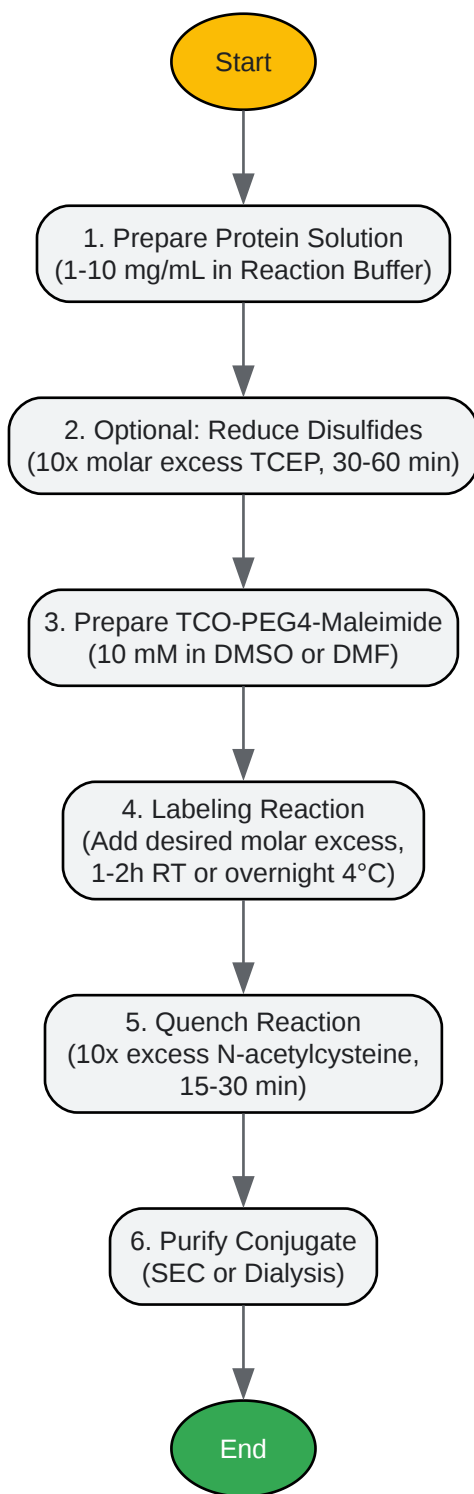 Start
1. Prepare Protein Solution
(1-10 mg/mL in Reaction Buffer)
2. Optional: Reduce Disulfides
(10x molar excess TCEP, 30-60 min)
3. Prepare TCO-PEG4-Maleimide
(10 mM in DMSO or DMF)
4. Labeling Reaction
(Add desired molar excess,
1-2h RT or overnight 4°C)
5. Quench Reaction
(10x excess N-acetylcysteine,
15-30 min)
6. Purify Conjugate
(SEC or Dialysis)
End